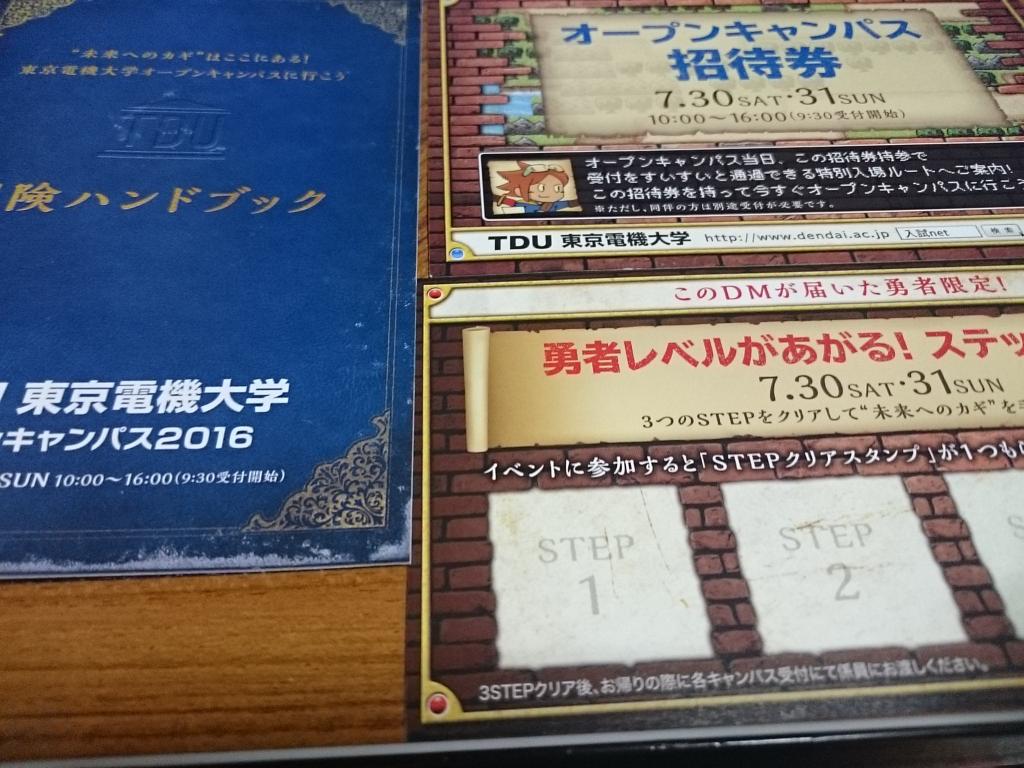 "未来へのカギ"はここにある!
東京電機大学オープンキャンパスに行こう
TDU
険ハンドブック
東京電機大学
キャンパス2016
SUN 10:00～16:00(9:30受付開始)
オープンキャンパス
招待券
7.30SAT・31SUN
10:00～16:00(9:30受付開始)
オープンキャンパス当日、この招待券持参で
受付をすいすいと通過できる特別入場ルートへご案内!
この招待券を持って今すぐオープンキャンパスに行こ
※ただし、同伴の方は別途受付が必要です。
TDU 東京電機大学 http://www.dendai.ac.jp 入試net 検索
このDMが届いた勇者限定!
勇者レベルがあがる! ステッ
7.30SAT・31SUN
3つのSTEPをクリアして"未来へのカギ"を
イベントに参加すると「STEPクリアスタンプ」が1つも
STEP
1
STEP
2
3STEPクリア後、お帰りの際に各キャンパス受付にて係員にお渡しください。